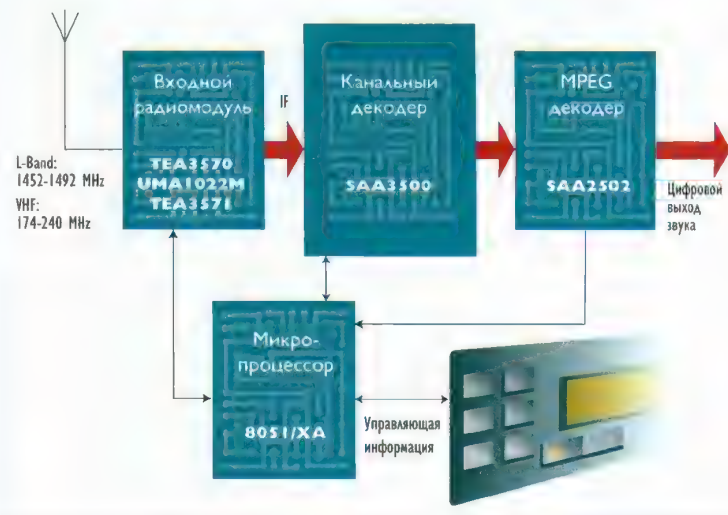 Входной
радиомодуль
TEA3570
UMA1022M
TEA3571
IF
Канальный
декодер
SAA3500
MPEG
декодер
SAA2502
L-Band:
1452-1492 MHz
VHF:
174-240 MHz
Цифровой
выход
звука
Микро-
процессор
8051/XA
Управляющая
информация